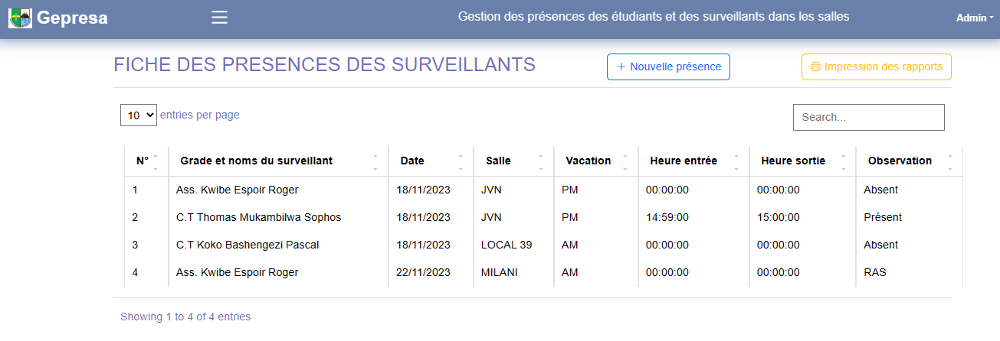 Gepresa Gestion des présences des étudiants et des surveillants dans les salles Admin
FICHE DES PRESENCES DES SURVEILLANTS + Nouvelle présence Impression des rapports
10 entries per page Search...
N° Grade et noms du surveillant Date Salle Vacation Heure entrée Heure sortie Observation
1 Ass. Kwibe Espoir Roger 18/11/2023 JVN PM 00:00:00 00:00:00 Absent
2 C.T Thomas Mukambilwa Sophos 18/11/2023 JVN PM 14:59:00 15:00:00 Présent
3 C.T Koko Bashengezi Pascal 18/11/2023 LOCAL 39 AM 00:00:00 00:00:00 Absent
4 Ass. Kwibe Espoir Roger 22/11/2023 MILANI AM 00:00:00 00:00:00 RAS
Showing 1 to 4 of 4 entries